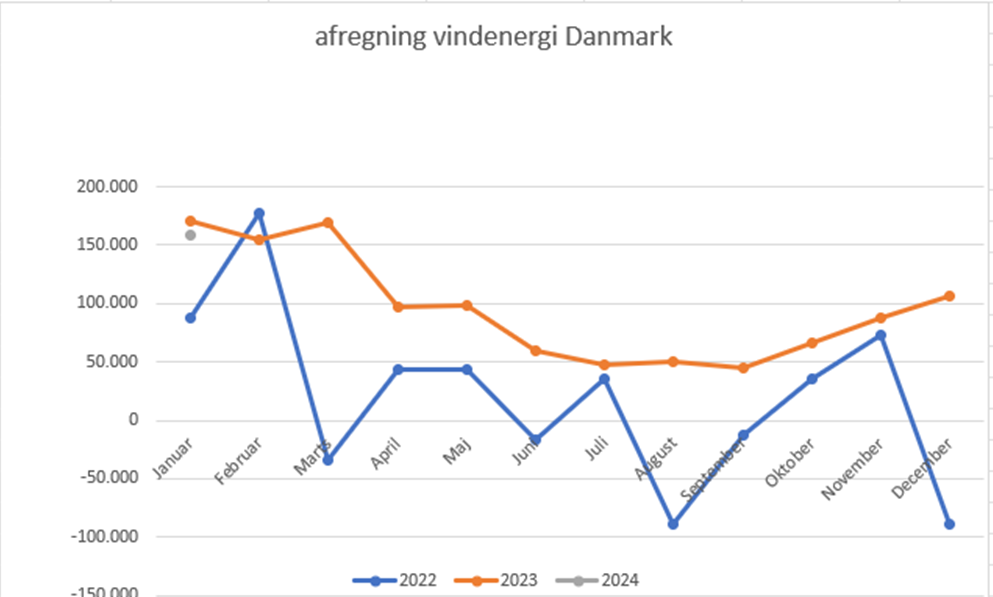 afregning vindenergi Danmark
200.000
150.000
100.000
50.000
0
-50.000
-100.000
-150.000
Januar
Februar
Marts
April
Maj
Juni
Juli
August
September
Oktober
November
December
2022 2023 2024